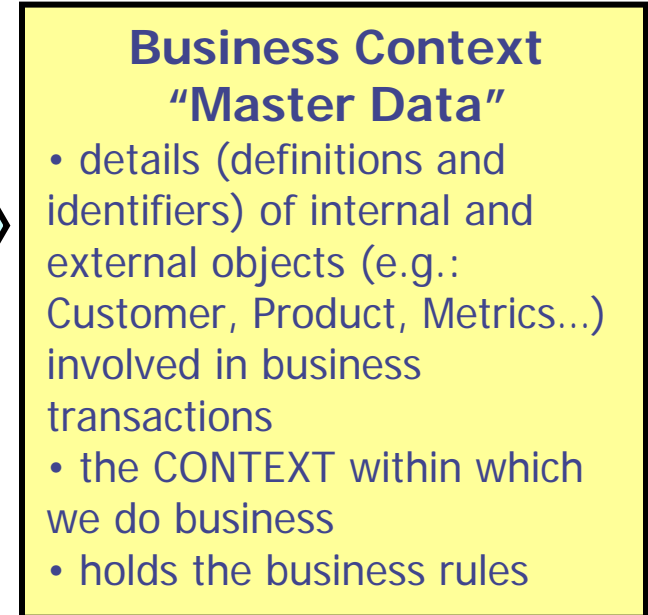 Business Context
“Master Data”
• details (definitions and
identifiers) of internal and
external objects (e.g.:
Customer, Product, Metrics...)
involved in business
transactions
• the CONTEXT within which
we do business
• holds the business rules